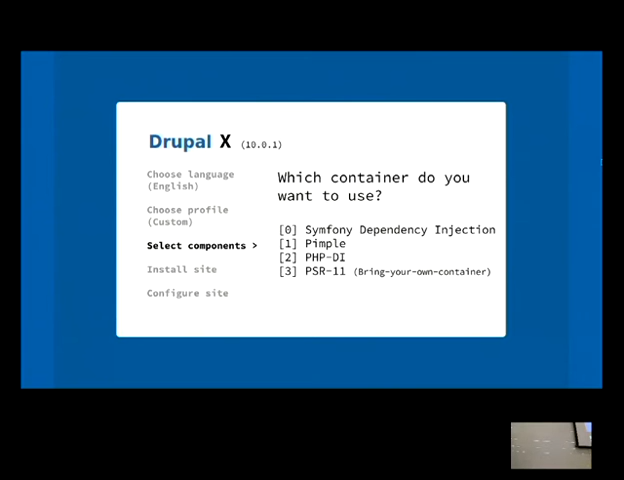 Drupal X (10.0.1)
Choose language
(English)
Choose profile
(Custom)
Select components >
Install site
Configure site
Which container do you
want to use?
[0] Symfony Dependency Injection
[1] Pimple
[2] PHP-DI
[3] PSR-11 (Bring-your-own-container)